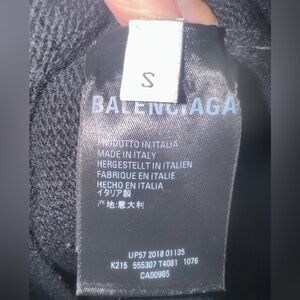 S
BALENCIAGA
PRODOTTO IN ITALIA
MADE IN ITALY
HERGESTELLT IN ITALIEN
FABRIQUE EN ITALIE
HECHO EN ITALIA
イタリア製
产地:意大利
UP57 2018 01135
K215 555307 T4081 1076
CA00985